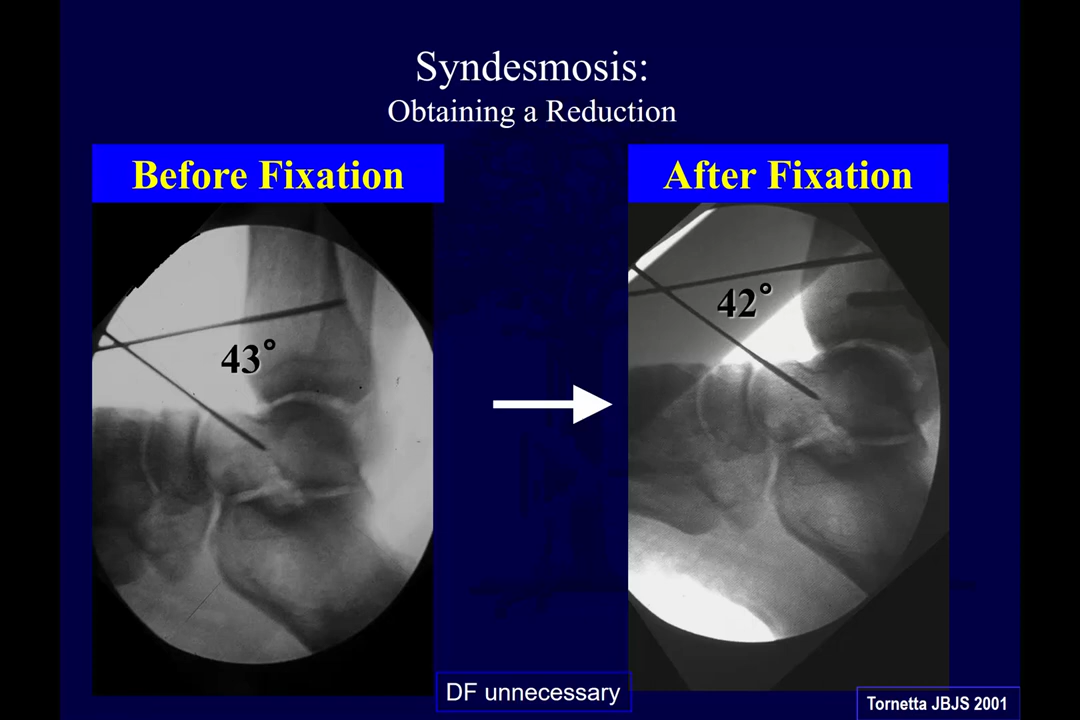 Syndesmosis:
Obtaining a Reduction
Before Fixation
After Fixation
43°
42°
DF unnecessary
Tornetta JBJS 2001